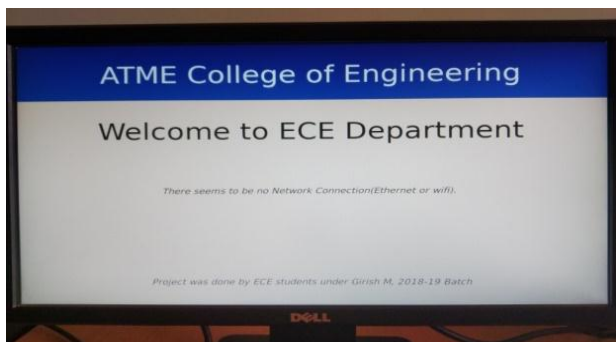 ATME College of Engineering
Welcome to ECE Department
There seems to be no Network Connection(Ethernet or wifi).
Project was done by ECE students under Girish M, 2018-19 Batch
DELL